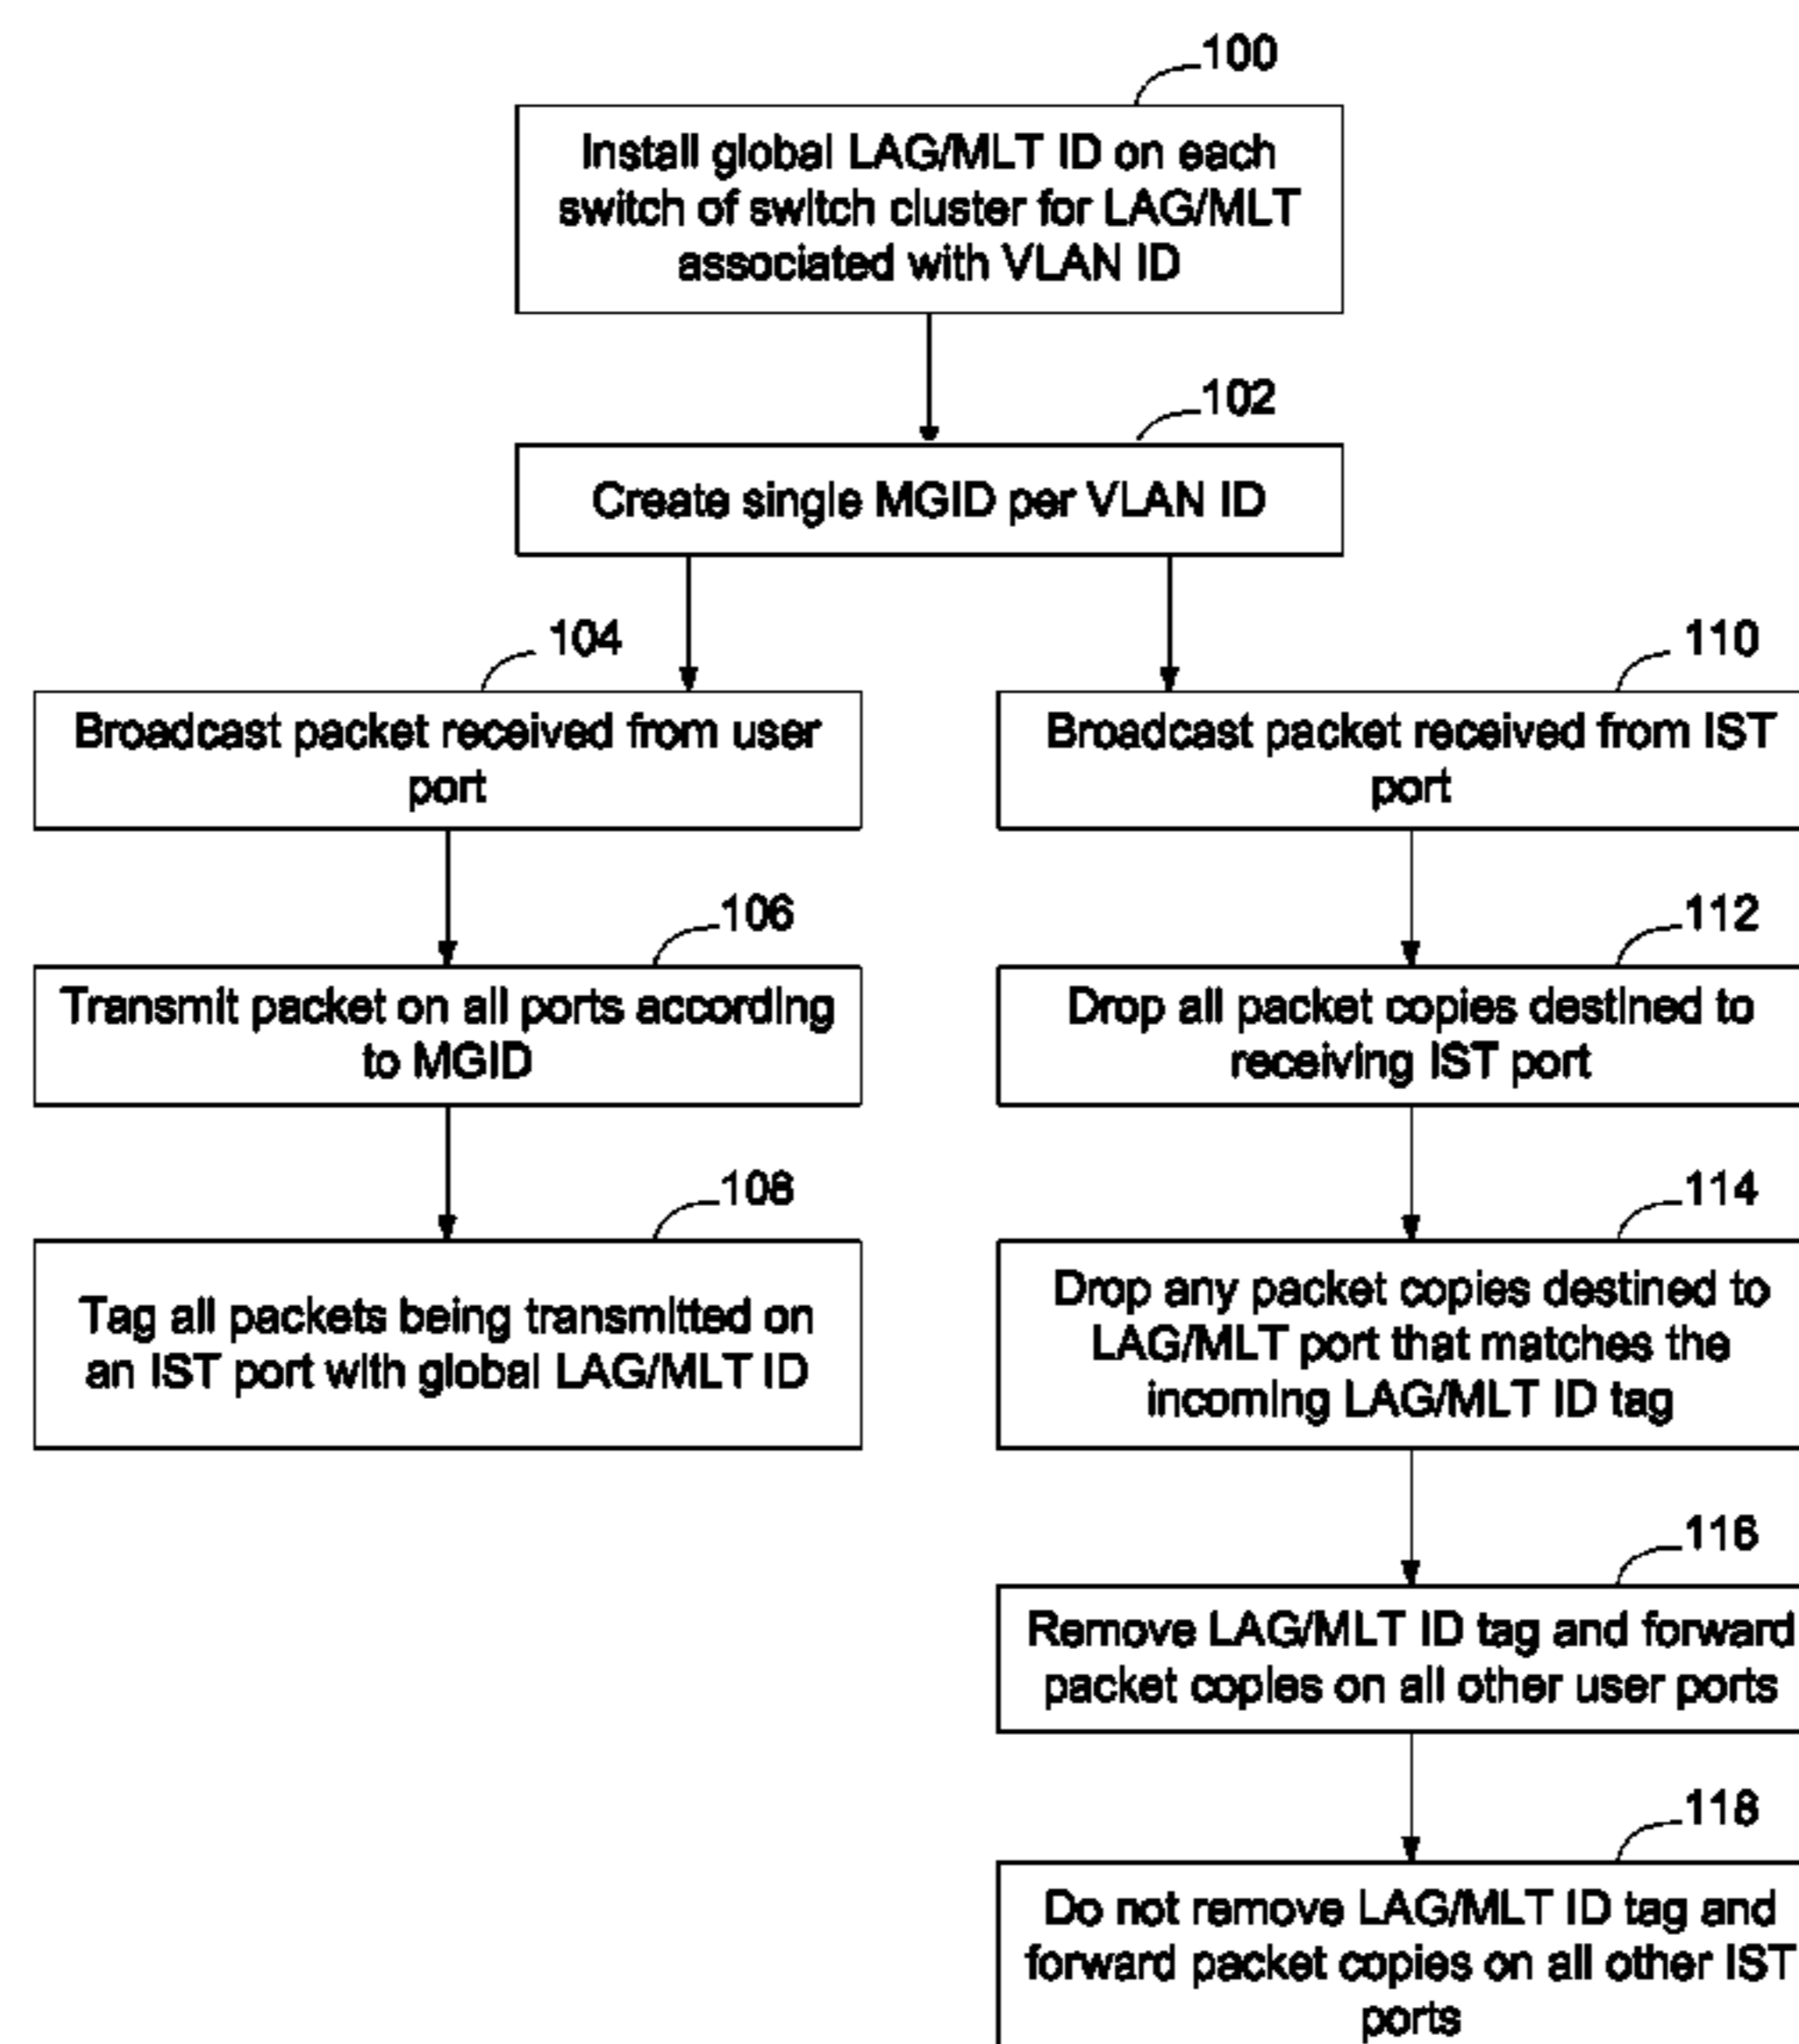 100
Install global LAG/MLT ID on each
switch of switch cluster for LAG/MLT
associated with VLAN ID
102
Create single MGID per VLAN ID
104
Broadcast packet received from user
port
106
Transmit packet on all ports according
to MGID
108
Tag all packets being transmitted on
an IST port with global LAG/MLT ID
110
Broadcast packet received from IST
port
112
Drop all packet copies destined to
receiving IST port
114
Drop any packet copies destined to
LAG/MLT port that matches the
incoming LAG/MLT ID tag
116
Remove LAG/MLT ID tag and forward
packet copies on all other user ports
118
Do not remove LAG/MLT ID tag and
forward packet copies on all other IST
ports